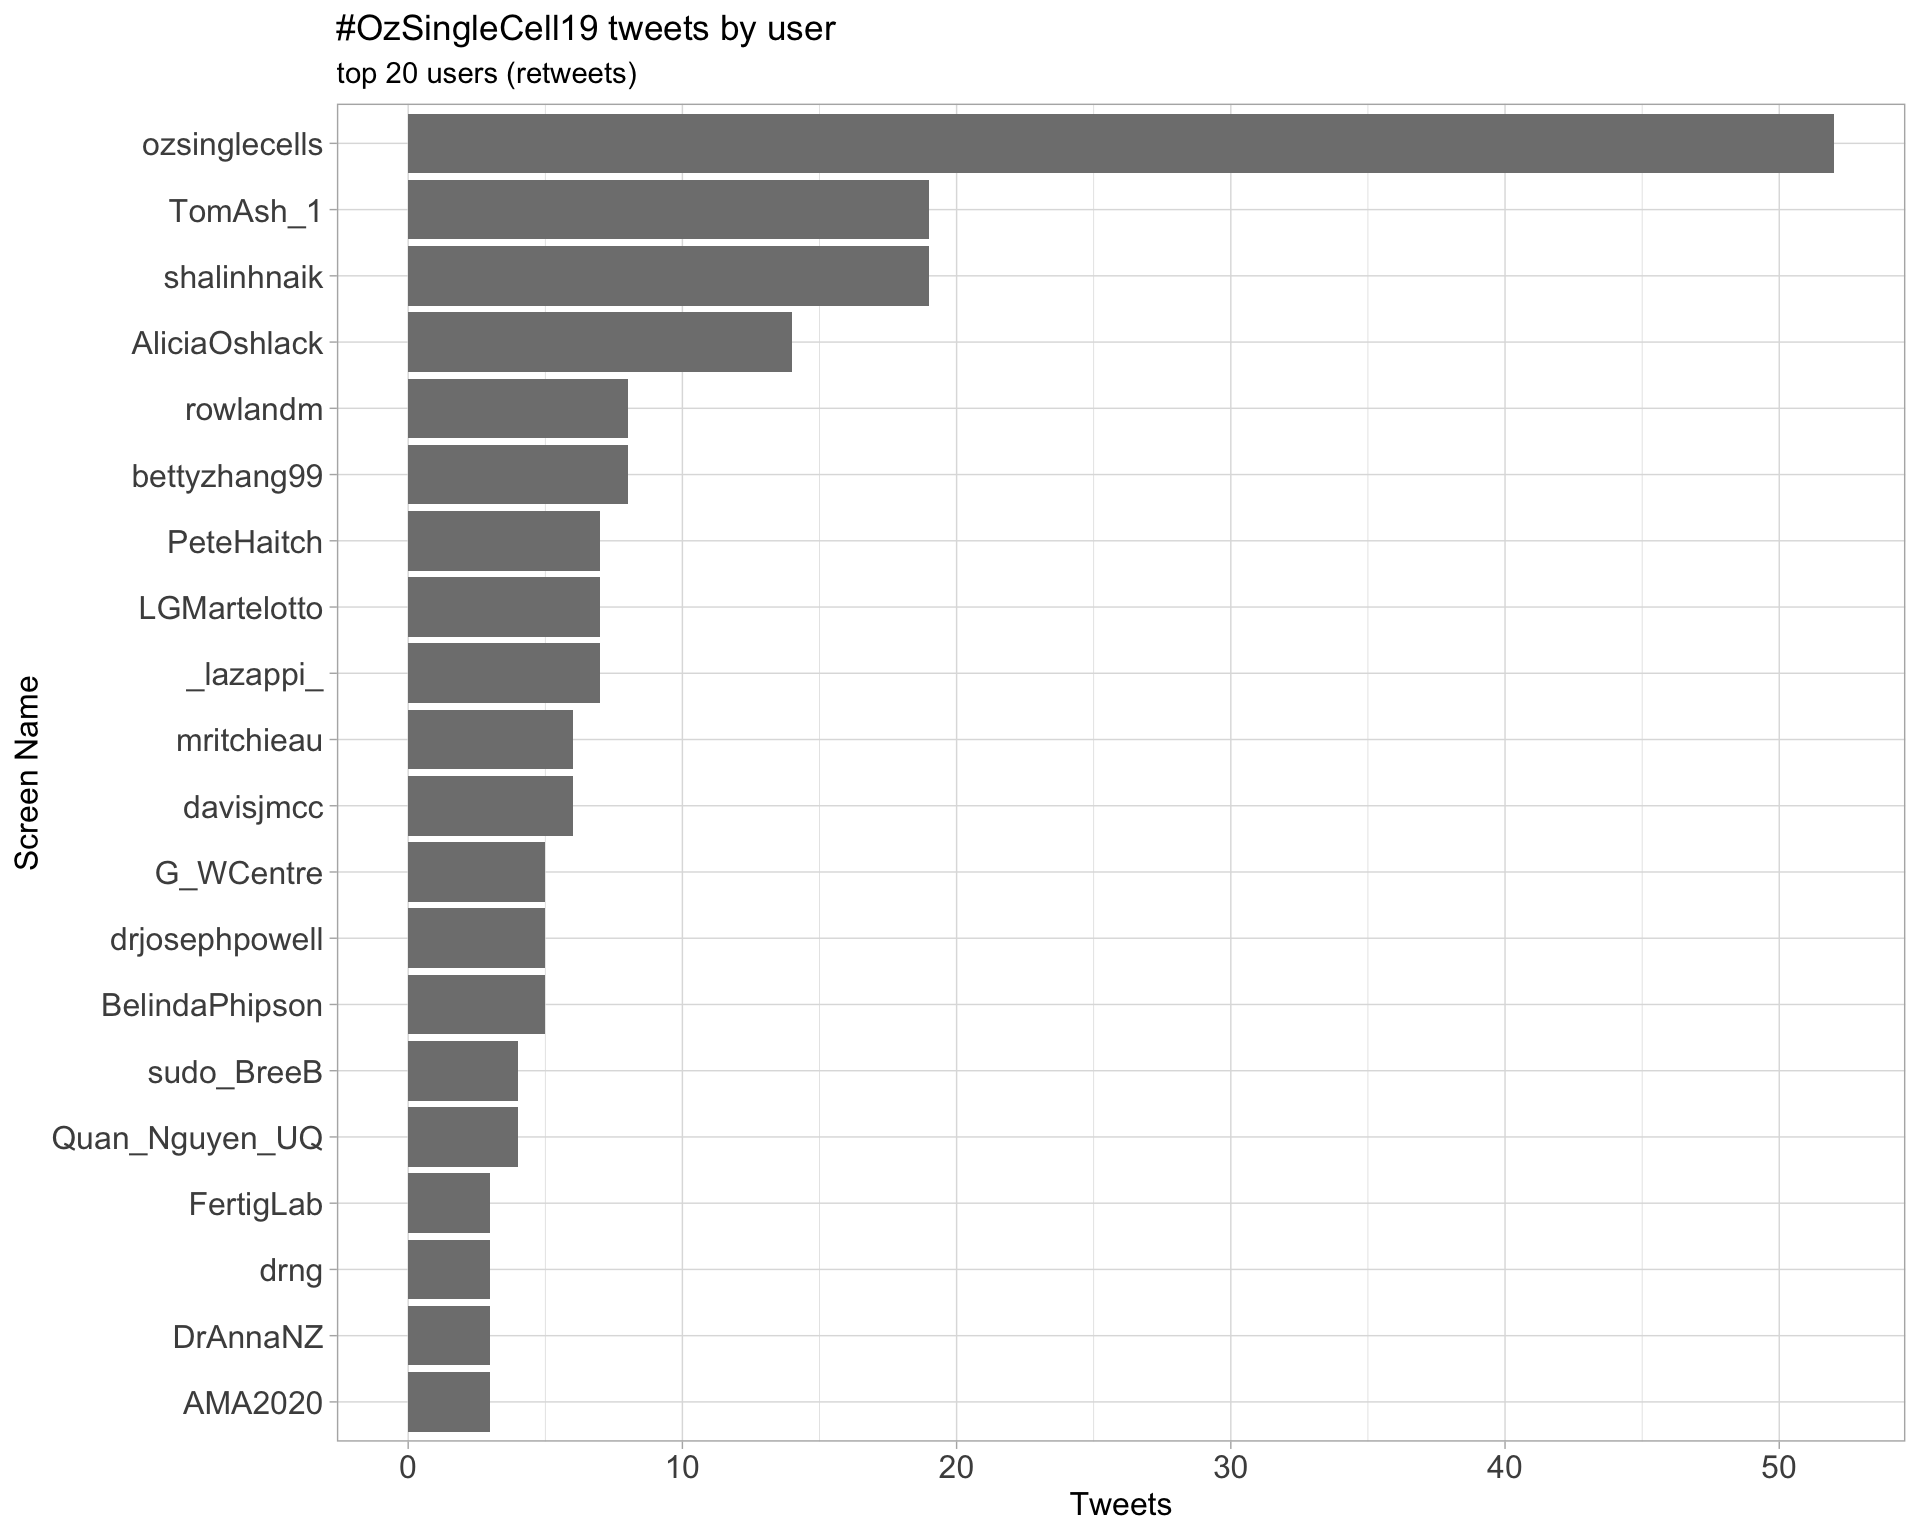 #OzSingleCell19 tweets by user
top 20 users (retweets)
ozsinglecells
TomAsh_1
shalinhnaik
AliciaOshlack
rowlandm
bettyzhang99
PeteHaitch
LGMartelotto
_lazappi_
mritchieau
davisjmcc
G_WCentre
drjosephpowell
BelindaPhipson
sudo_BreeB
Quan_Nguyen_UQ
FertigLab
drng
DrAnnaNZ
AMA2020
Screen Name
0 10 20 30 40 50
Tweets